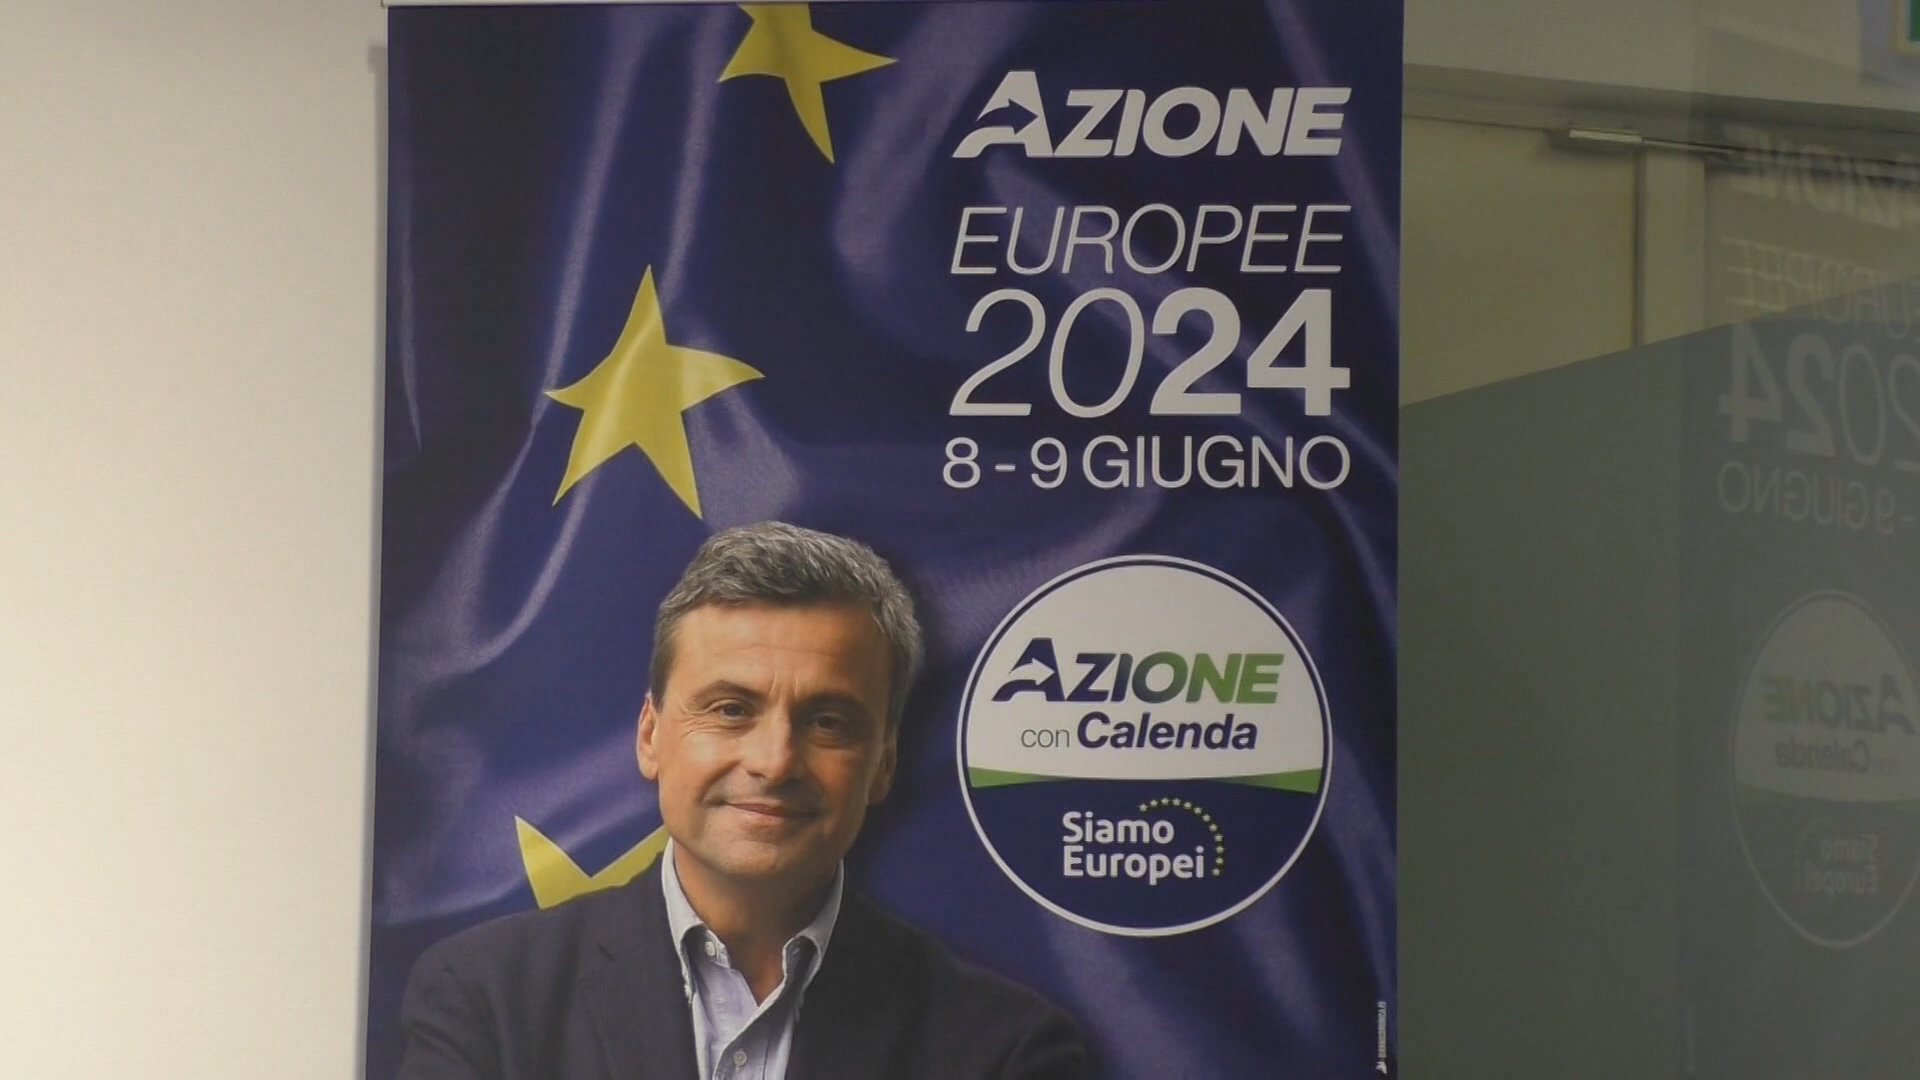 AZIONE
EUROPEE
2024
8 - 9 GIUGNO
AZIONE
con Calenda
Siamo
Europei